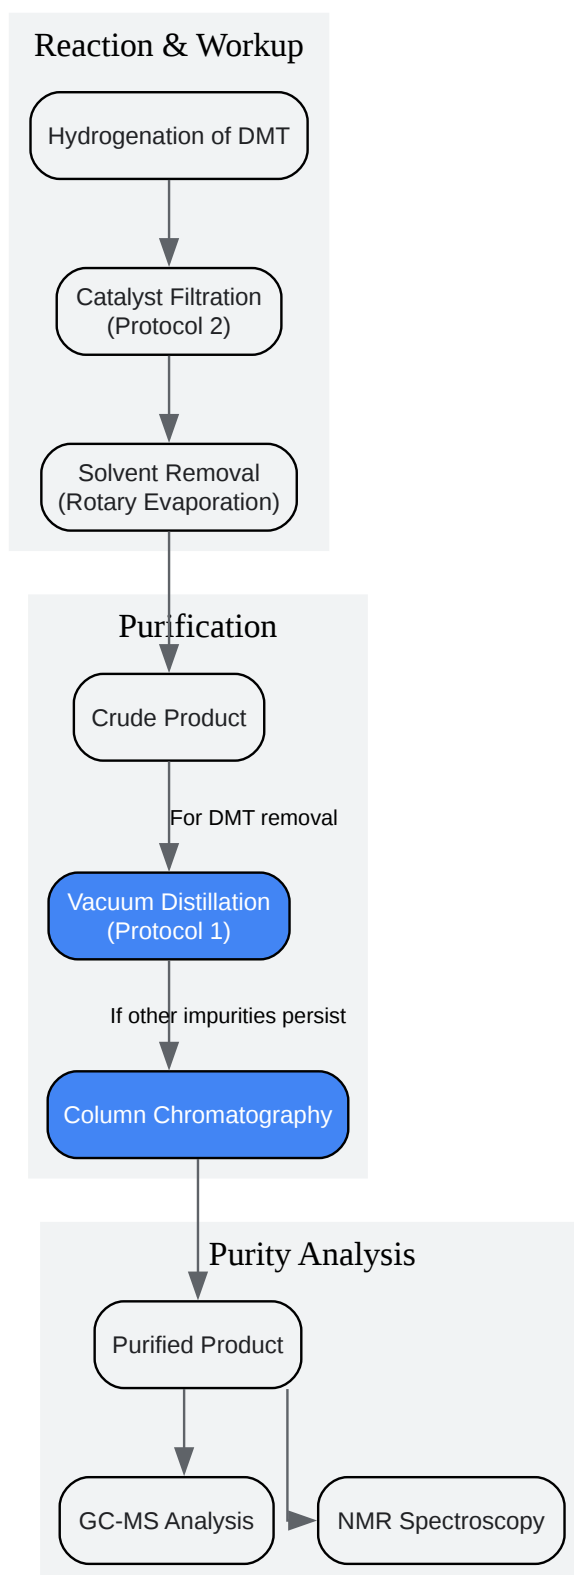 Reaction & Workup
Hydrogenation of DMT
Catalyst Filtration
(Protocol 2)
Solvent Removal
(Rotary Evaporation)
Purification
Crude Product
For DMT removal
Vacuum Distillation
(Protocol 1)
If other impurities persist
Column Chromatography
Purity Analysis
Purified Product
GC-MS Analysis
NMR Spectroscopy